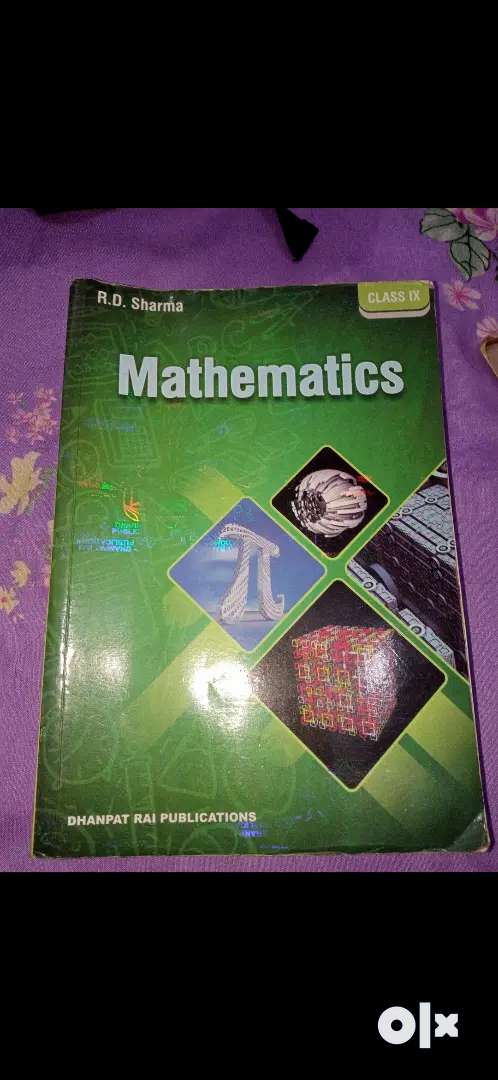 R.D. Sharma
CLASS IX
Mathematics
π
DHANPAT RAI PUBLICATIONS
olx